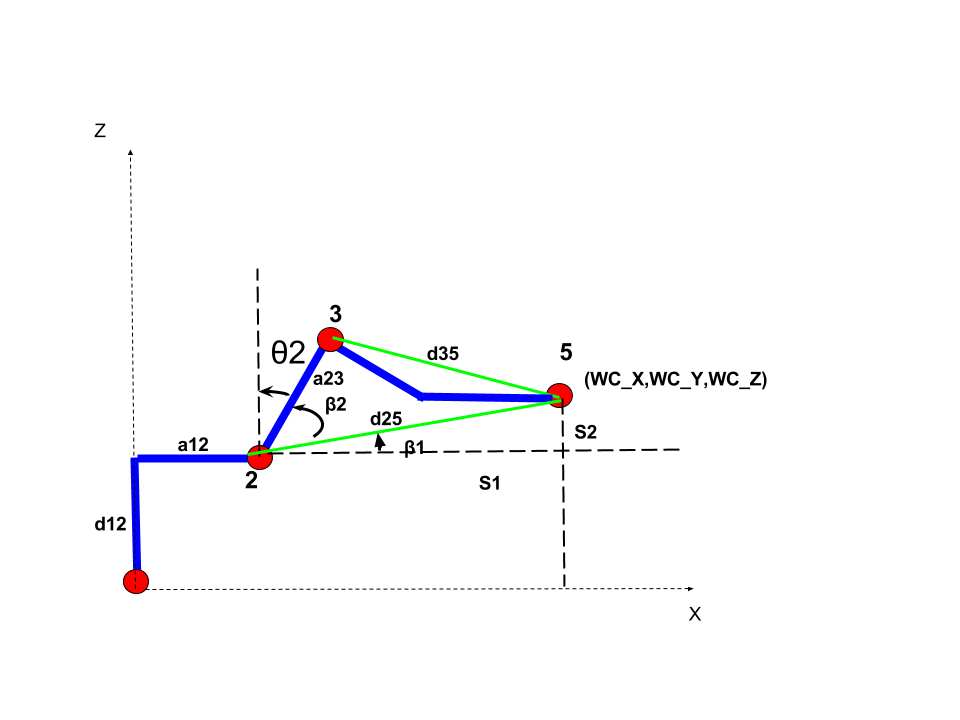 Z
3
θ2
d35
5
a23
(WC_X,WC_Y,WC_Z)
β2
d25
S2
a12
β1
2
S1
d12
X